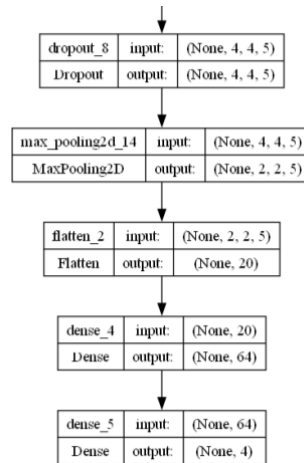 dropout_8 input: (None, 4, 4, 5)
Dropout output: (None, 4, 4, 5)
max_pooling2d_14 input: (None, 4, 4, 5)
MaxPooling2D output: (None, 2, 2, 5)
flatten_2 input: (None, 2, 2, 5)
Flatten output: (None, 20)
dense_4 input: (None, 20)
Dense output: (None, 64)
dense_5 input: (None, 64)
Dense output: (None, 4)